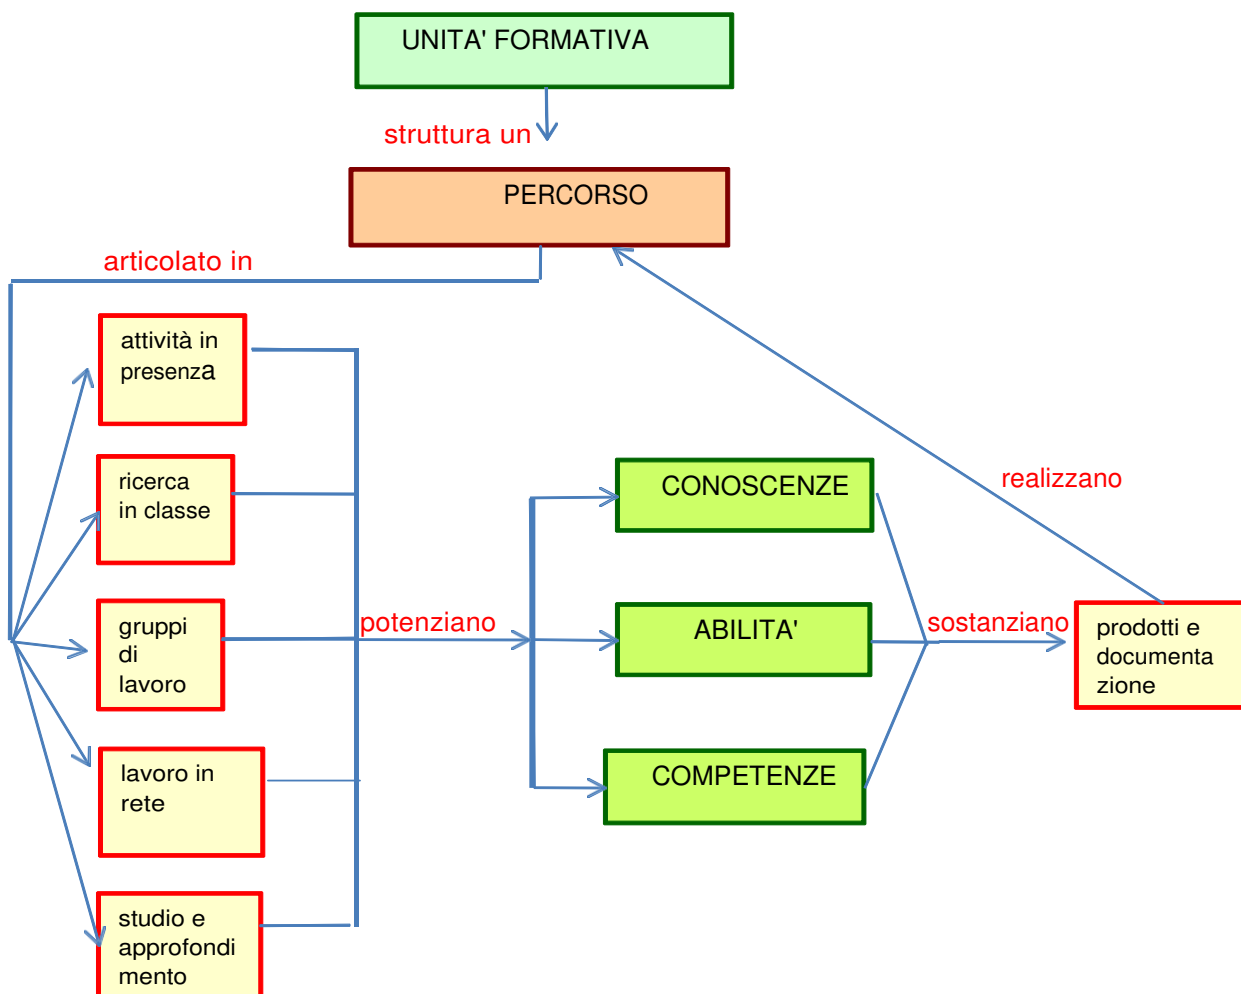 UNITA' FORMATIVA
struttura un
PERCORSO
articolato in
attività in
presenza
ricerca
in classe
gruppi
di
lavoro
lavoro in
rete
studio e
approfondi
mento
potenziano
CONOSCENZE
ABILITA'
COMPETENZE
sostanziano
realizzano
prodotti e
documenta
zione